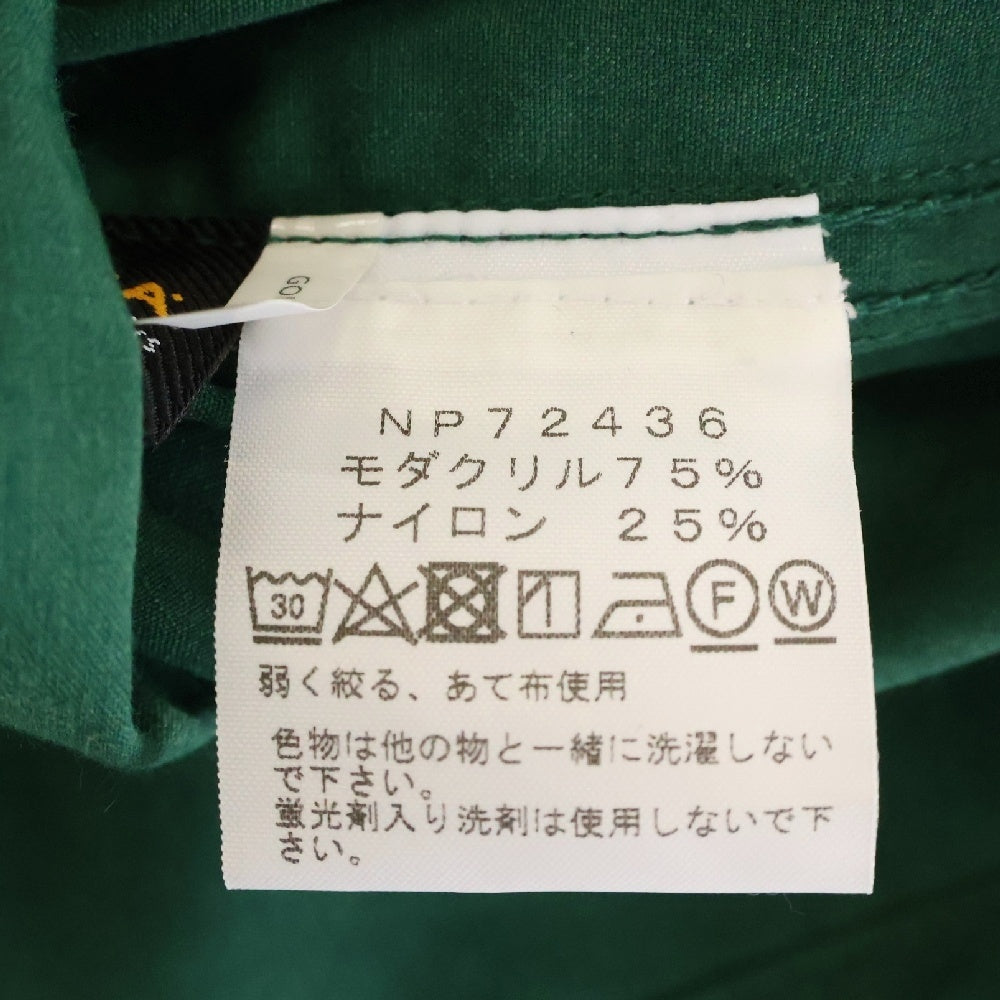 GO
NP72436
モダクリル75%
ナイロン 25%
30
F
W
弱く絞る、あて布使用
色物は他の物と一緒に洗濯しない
で下さい。
蛍光剤入り洗剤は使用しないで下
さい。